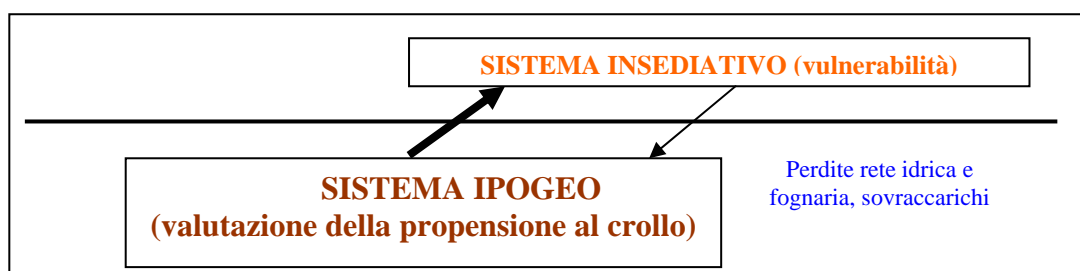 SISTEMA INSEDIATIVO (vulnerabilità)
SISTEMA IPOGEO
(valutazione della propensione al crollo)
Perdite rete idrica e
fognaria, sovraccarichi